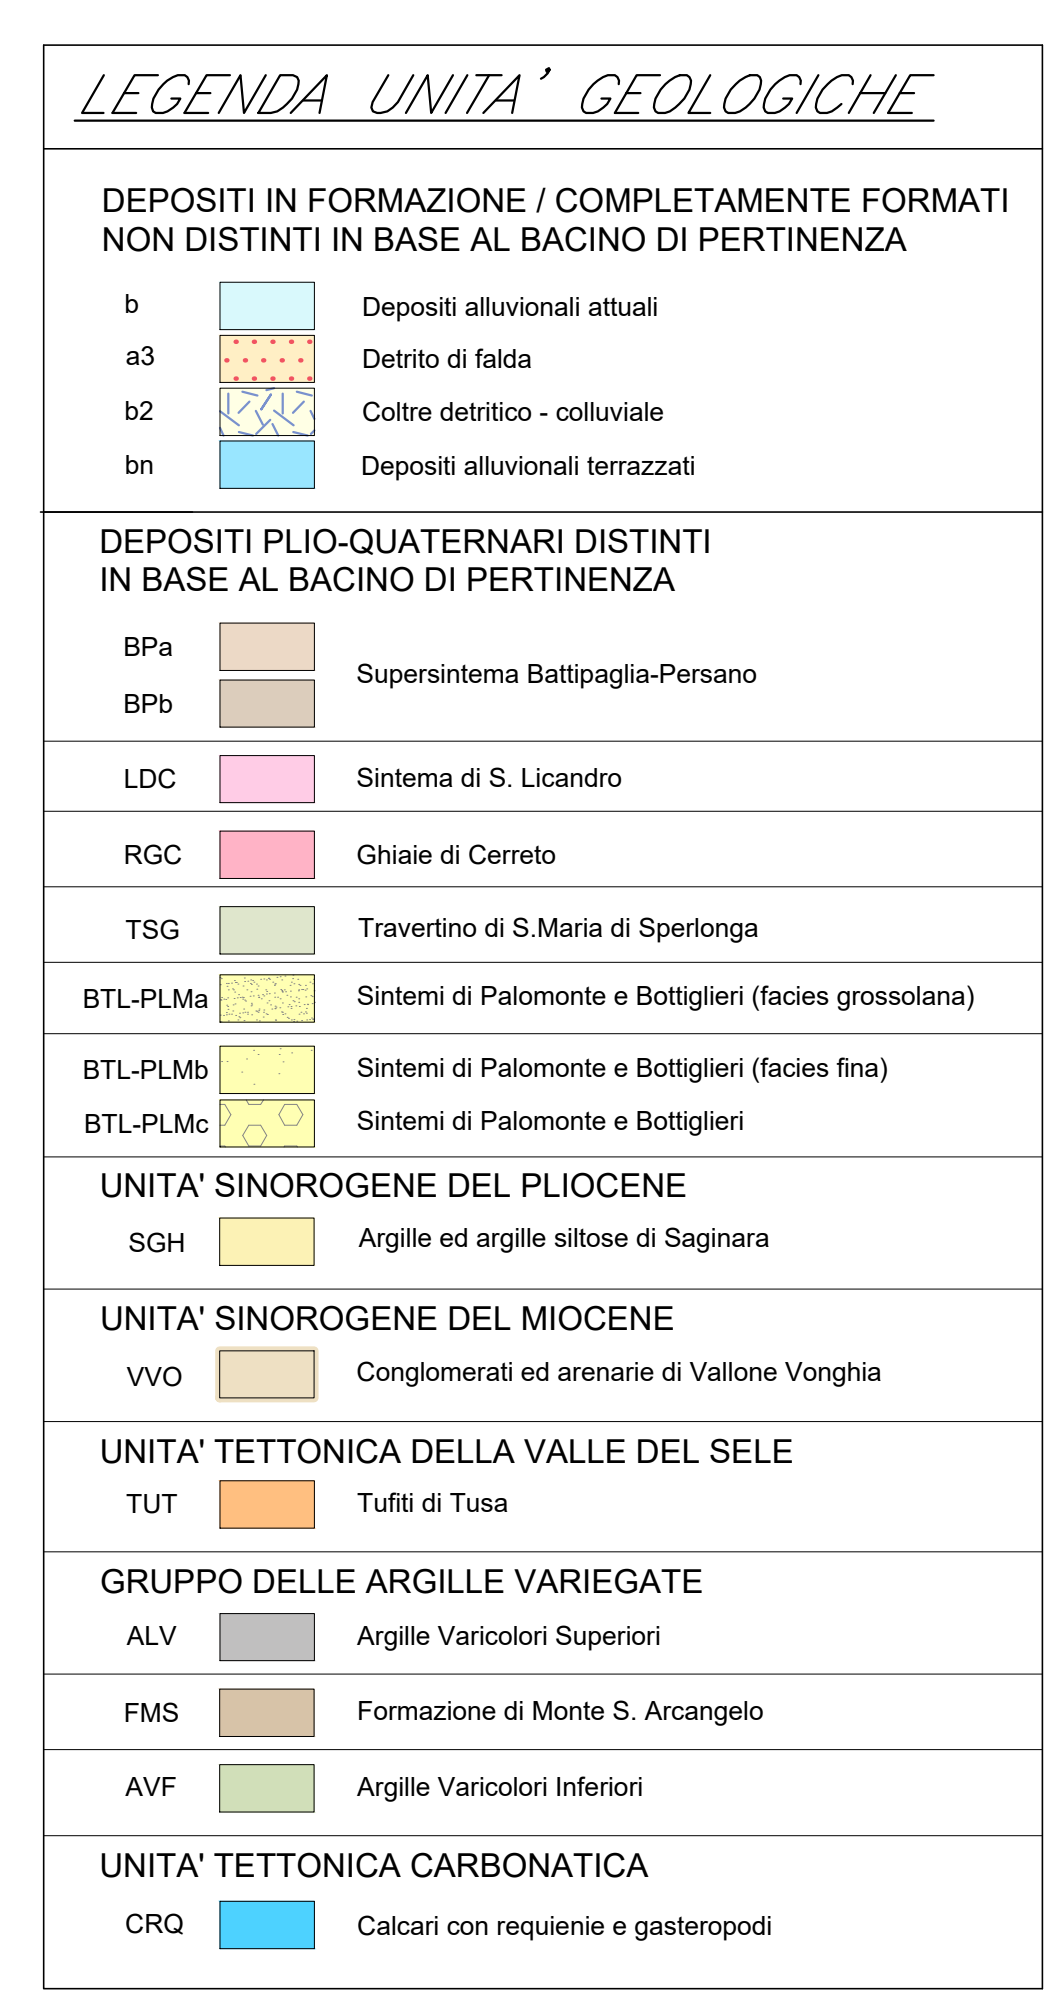 LEGENDA UNITA' GEOLOGICHE
DEPOSITI IN FORMAZIONE / COMPLETAMENTE FORMATI
NON DISTINTI IN BASE AL BACINO DI PERTINENZA
b Depositi alluvionali attuali
a3 Detrito di falda
b2 Coltre detritico - colluviale
bn Depositi alluvionali terrazzati
DEPOSITI PLIO-QUATERNARI DISTINTI
IN BASE AL BACINO DI PERTINENZA
BPa
Supersintema Battipaglia-Persano
BPb
LDC Sintema di S. Licandro
RGC Ghiaie di Cerreto
TSG Travertino di S.Maria di Sperlonga
BTL-PLMa Sintemi di Palomonte e Bottiglieri (facies grossolana)
BTL-PLMb Sintemi di Palomonte e Bottiglieri (facies fina)
BTL-PLMc Sintemi di Palomonte e Bottiglieri
UNITA' SINOROGENE DEL PLIOCENE
SGH Argille ed argille siltose di Saginara
UNITA' SINOROGENE DEL MIOCENE
VVO Conglomerati ed arenarie di Vallone Vonghia
UNITA' TETTONICA DELLA VALLE DEL SELE
TUT Tufiti di Tusa
GRUPPO DELLE ARGILLE VARIEGATE
ALV Argille Varicolori Superiori
FMS Formazione di Monte S. Arcangelo
AVF Argille Varicolori Inferiori
UNITA' TETTONICA CARBONATICA
CRQ Calcari con requienie e gasteropodi